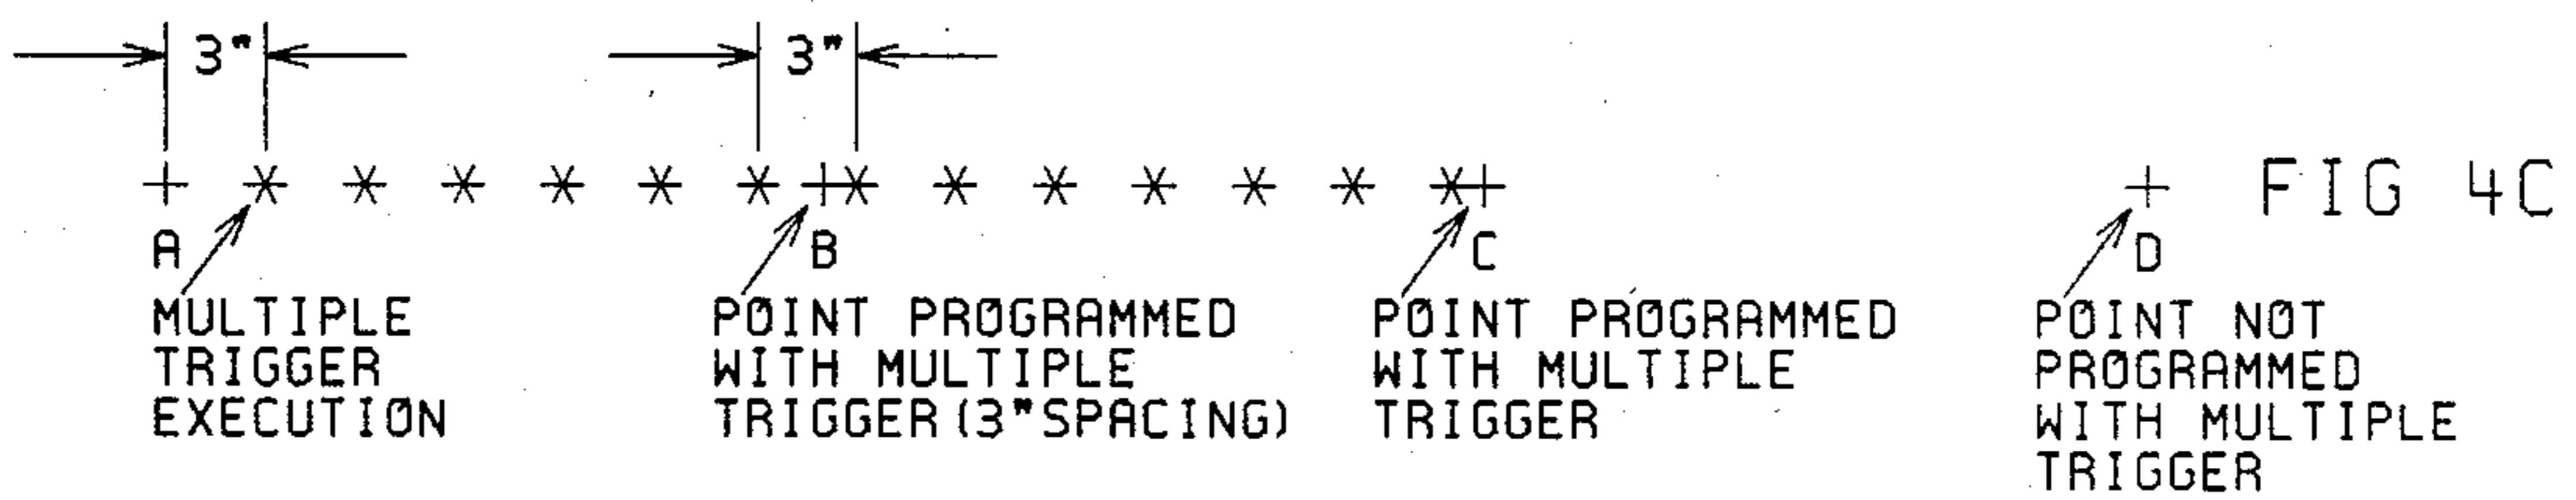 3" 3"
A B C D FIG 4C
MULTIPLE
TRIGGER
EXECUTION
POINT PROGRAMMED
WITH MULTIPLE
TRIGGER (3" SPACING)
POINT PROGRAMMED
WITH MULTIPLE
TRIGGER
POINT NOT
PROGRAMMED
WITH MULTIPLE
TRIGGER